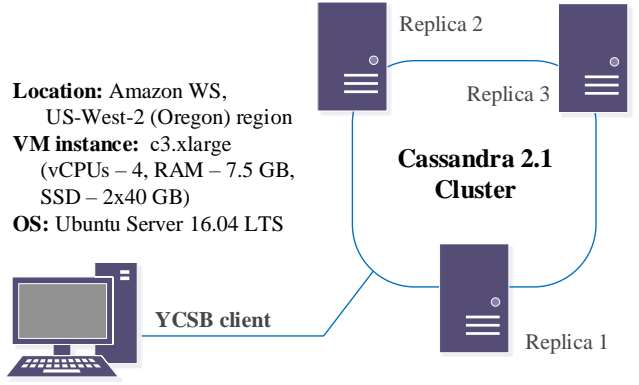 Replica 2
Location: Amazon WS,
US-West-2 (Oregon) region
VM instance: c3.xlarge
(vCPUs – 4, RAM – 7.5 GB,
SSD – 2x40 GB)
OS: Ubuntu Server 16.04 LTS
Replica 3
Cassandra 2.1
Cluster
YCSB client
Replica 1